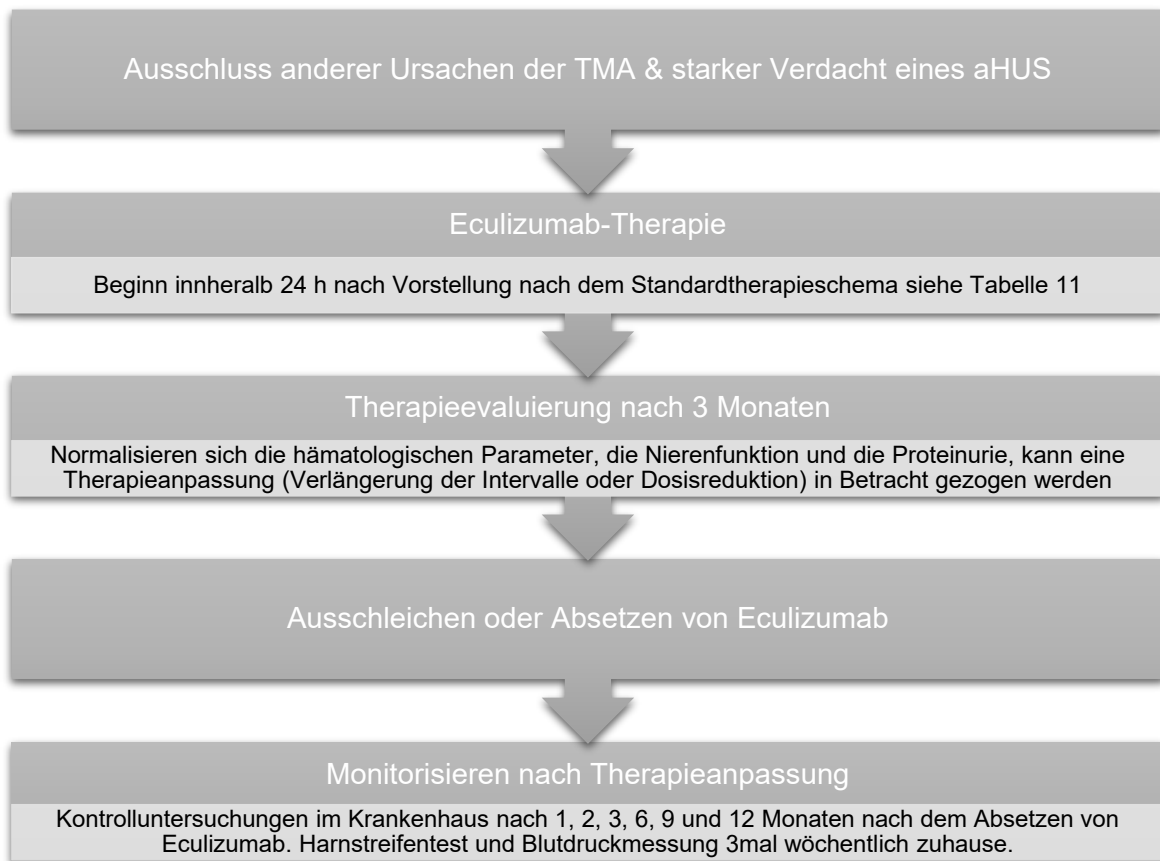 Ausschluss anderer Ursachen der TMA & starker Verdacht eines aHUS
Eculizumab-Therapie
Beginn innheralb 24 h nach Vorstellung nach dem Standardtherapieschema siehe Tabelle 11
Therapieevaluierung nach 3 Monaten
Normalisieren sich die hämatologischen Parameter, die Nierenfunktion und die Proteinurie, kann eine
Therapieanpassung (Verlängerung der Intervalle oder Dosisreduktion) in Betracht gezogen werden
Ausschleichen oder Absetzen von Eculizumab
Monitorisieren nach Therapieanpassung
Kontrolluntersuchungen im Krankenhaus nach 1, 2, 3, 6, 9 und 12 Monaten nach dem Absetzen von
Eculizumab. Harnstreifentest und Blutdruckmessung 3mal wöchentlich zuhause.